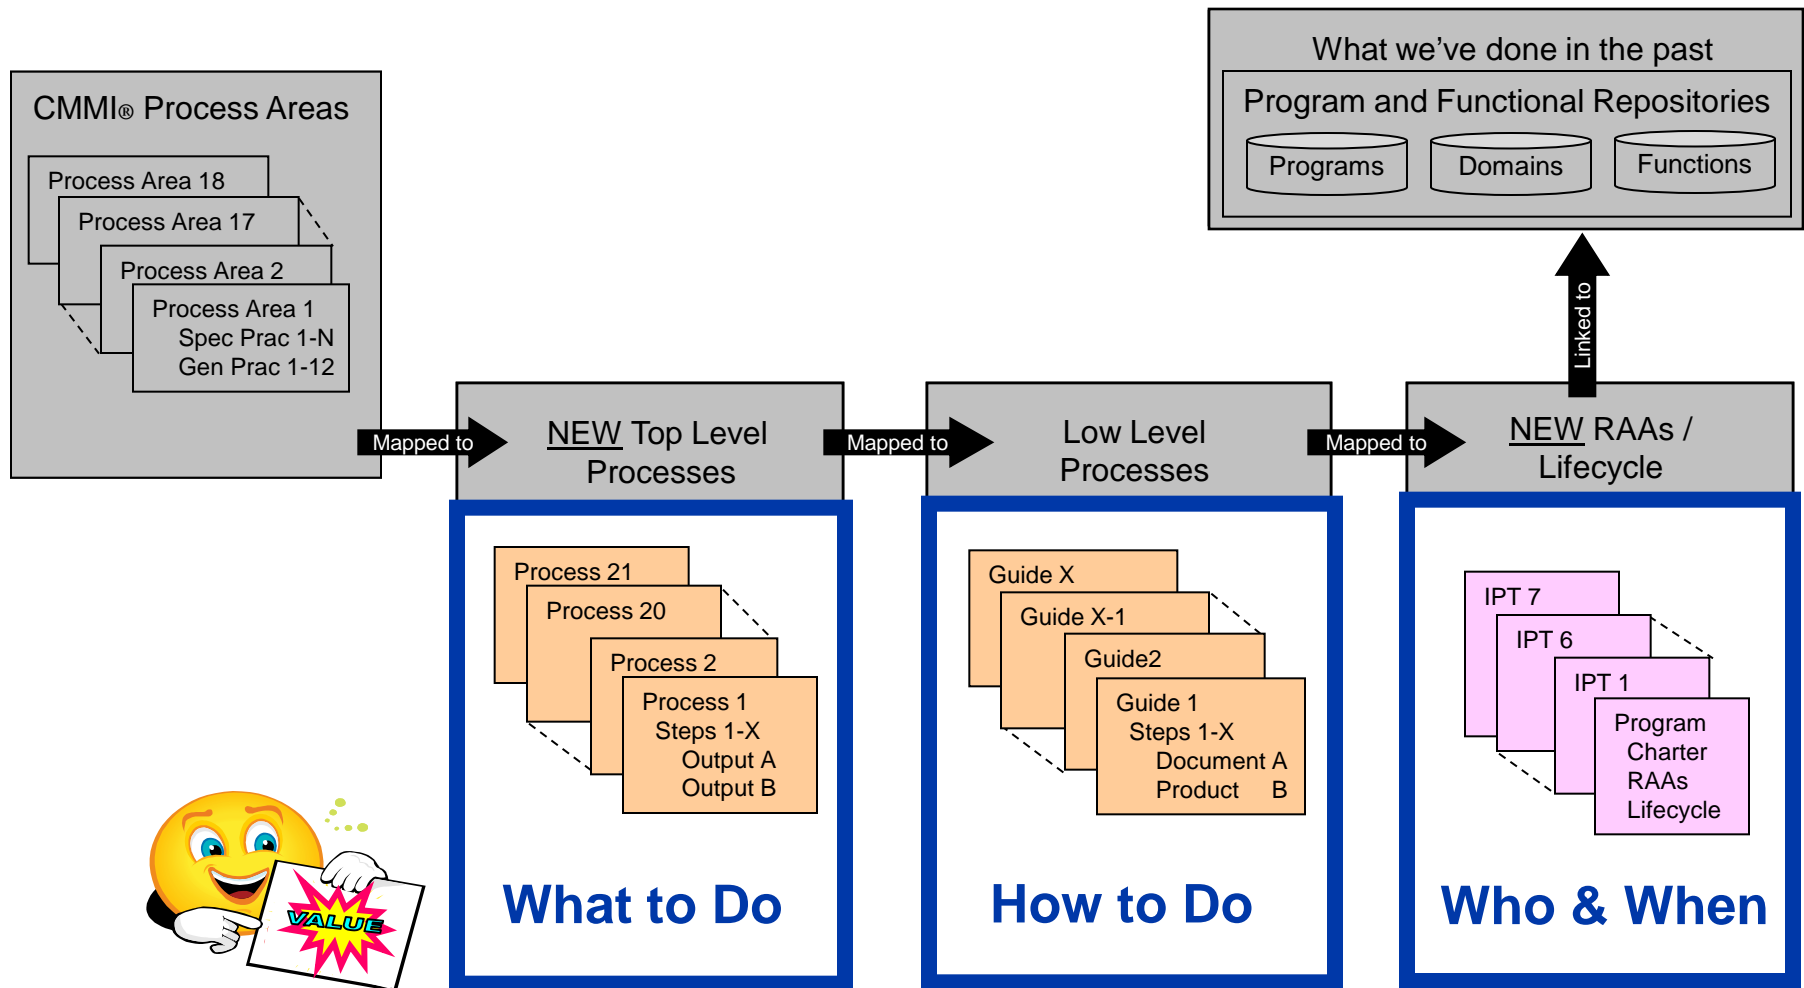 What we've done in the past
Program and Functional Repositories
Programs
Domains
Functions
CMMI® Process Areas
Process Area 18
Process Area 17
Process Area 2
Process Area 1
Spec Prac 1-N
Gen Prac 1-12
Linked to
Mapped to
NEW Top Level
Processes
Mapped to
Low Level
Processes
Mapped to
NEW RAAs /
Lifecycle
Process 21
Process 20
Process 2
Process 1
Steps 1-X
Output A
Output B
What to Do
Guide X
Guide X-1
Guide2
Guide 1
Steps 1-X
Document A
Product B
How to Do
IPT 7
IPT 6
IPT 1
Program
Charter
RAAs
Lifecycle
Who & When
VALUE